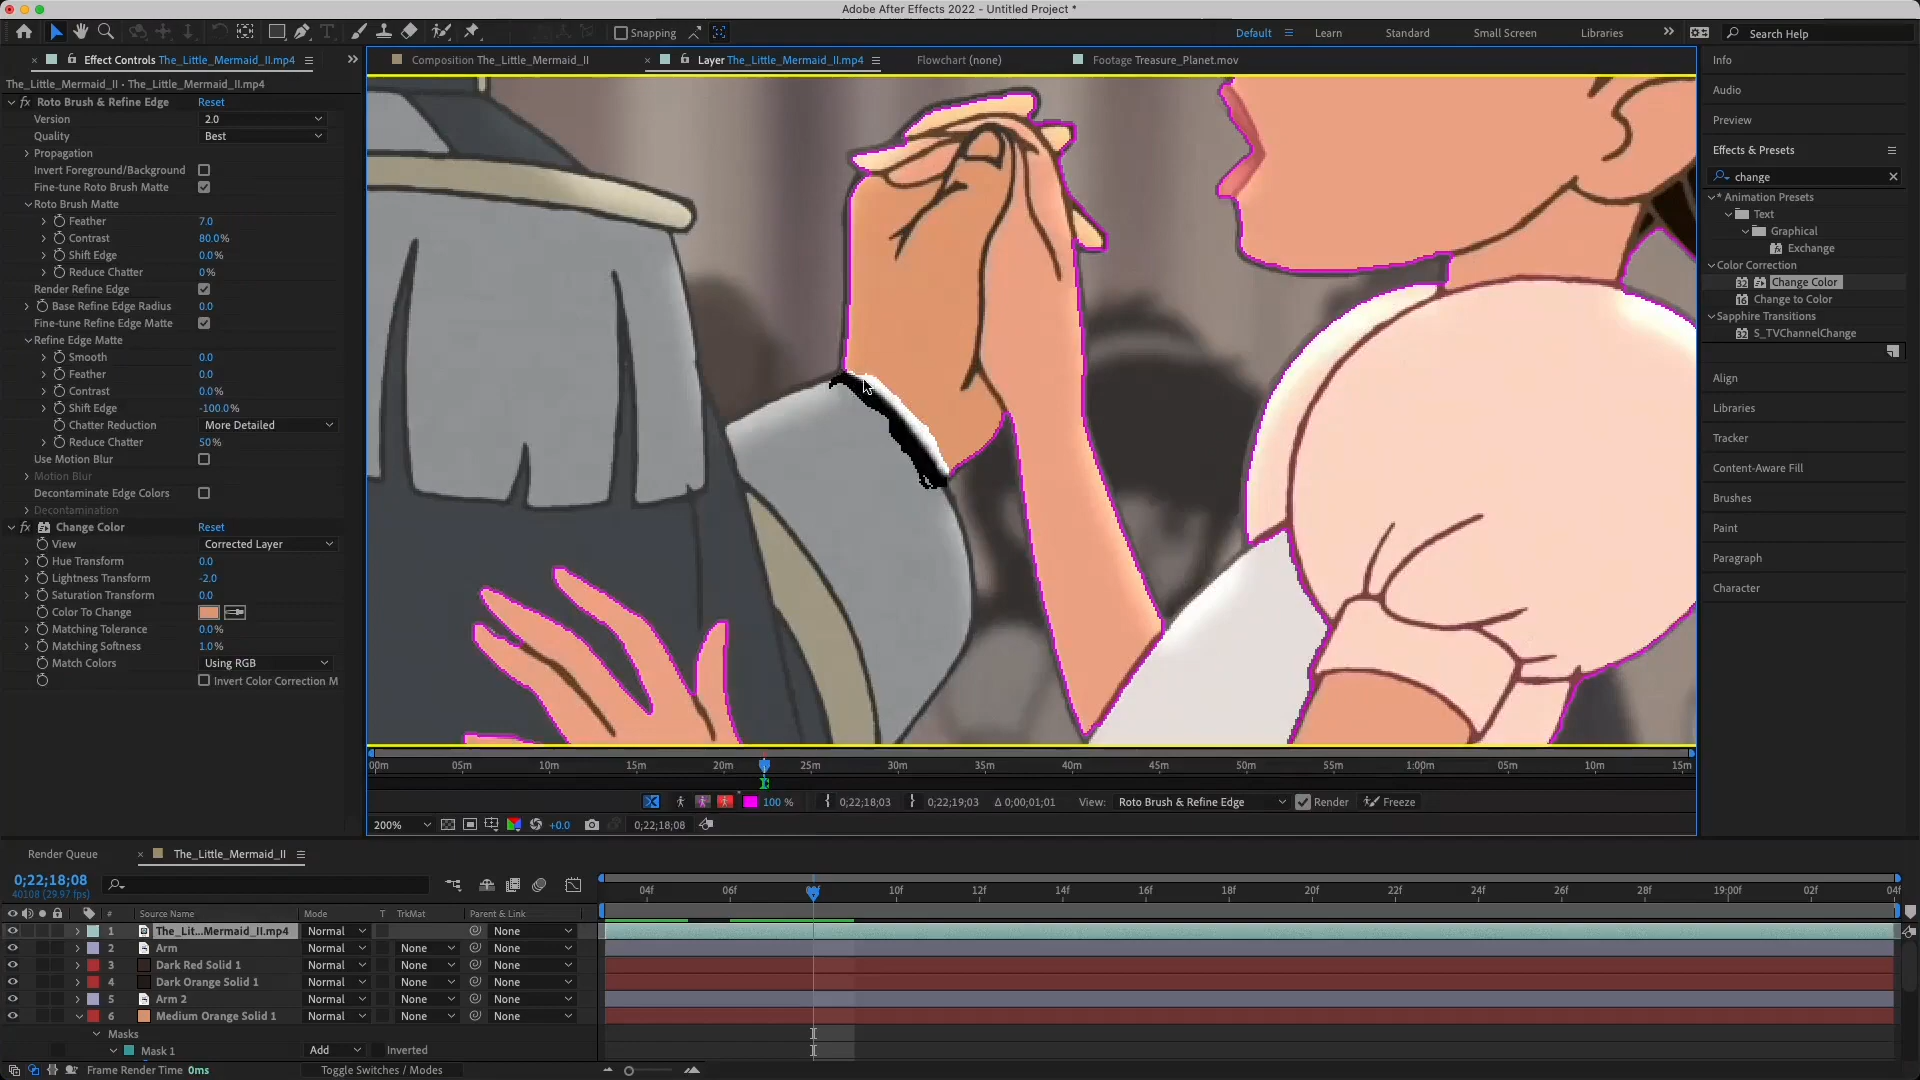 Adobe After Effects 2022 - Untitled Project *
Snapping
Default
Learn
Standard
Small Screen
Libraries
Search Help
Effect Controls The_Little_Mermaid_II.mp4
Composition The_Little_Mermaid_II
Layer The_Little_Mermaid_II.mp4
Flowchart (none)
Footage Treasure_Planet.mov
The_Little_Mermaid_II • The_Little_Mermaid_II.mp4
fx Roto Brush & Refine Edge Reset
Version 2.0
Quality Best
Propagation
Invert Foreground/Background
Fine-tune Roto Brush Matte
Roto Brush Matte
Feather 7.0
Contrast 80.0%
Shift Edge 0.0%
Reduce Chatter 0%
Render Refine Edge
Base Refine Edge Radius 0.0
Fine-tune Refine Edge Matte
Refine Edge Matte
Smooth 0.0
Feather 0.0
Contrast 0.0%
Shift Edge -100.0%
Chatter Reduction More Detailed
Reduce Chatter 50%
Use Motion Blur
Motion Blur
Decontaminate Edge Colors
Decontamination
fx Change Color Reset
View Corrected Layer
Hue Transform 0.0
Lightness Transform -2.0
Saturation Transform 0.0
Color To Change
Matching Tolerance 0.0%
Matching Softness 1.0%
Match Colors Using RGB
Invert Color Correction M
Info
Audio
Preview
Effects & Presets
change
* Animation Presets
Text
Graphical
Exchange
Color Correction
Change Color
Change to Color
Sapphire Transitions
S_TVChannelChange
Align
Libraries
Tracker
Content-Aware Fill
Brushes
Paint
Paragraph
Character
00m 05m 10m 15m 20m 25m 30m 35m 40m 45m 50m 55m 1:00m 05m 10m 15m
100 % 0;22;18;03 0;22;19;03 Δ 0;00;01;01 View: Roto Brush & Refine Edge Render Freeze
200% +0.0 0;22;18;08
Render Queue
The_Little_Mermaid_II
0;22;18;08
40108 (29.97 fps)
04f 06f 08f 10f 12f 14f 16f 18f 20f 22f 24f 26f 28f 19:00f 02f 04f
# Source Name Mode T TrkMat Parent & Link
1 The_Lit...Mermaid_II.mp4 Normal None
2 Arm Normal None None
3 Dark Red Solid 1 Normal None None
4 Dark Orange Solid 1 Normal None None
5 Arm 2 Normal None None
6 Medium Orange Solid 1 Normal None None
Masks
Mask 1 Add Inverted
Frame Render Time 0ms
Toggle Switches / Modes